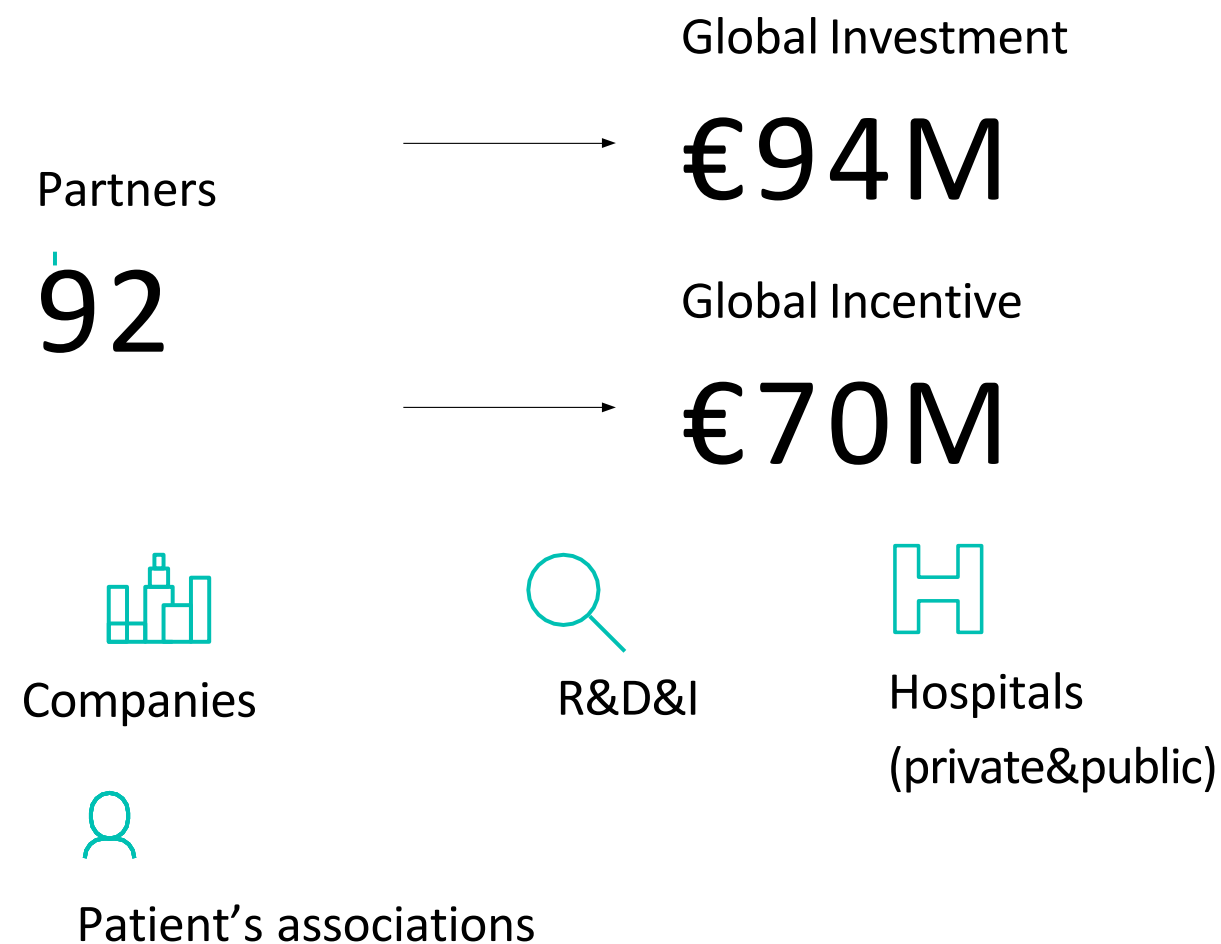 Global Investment
€94M
Partners
92
Global Incentive
€70M
Companies
R&D&I
Hospitals
(private&public)
Patient’s associations